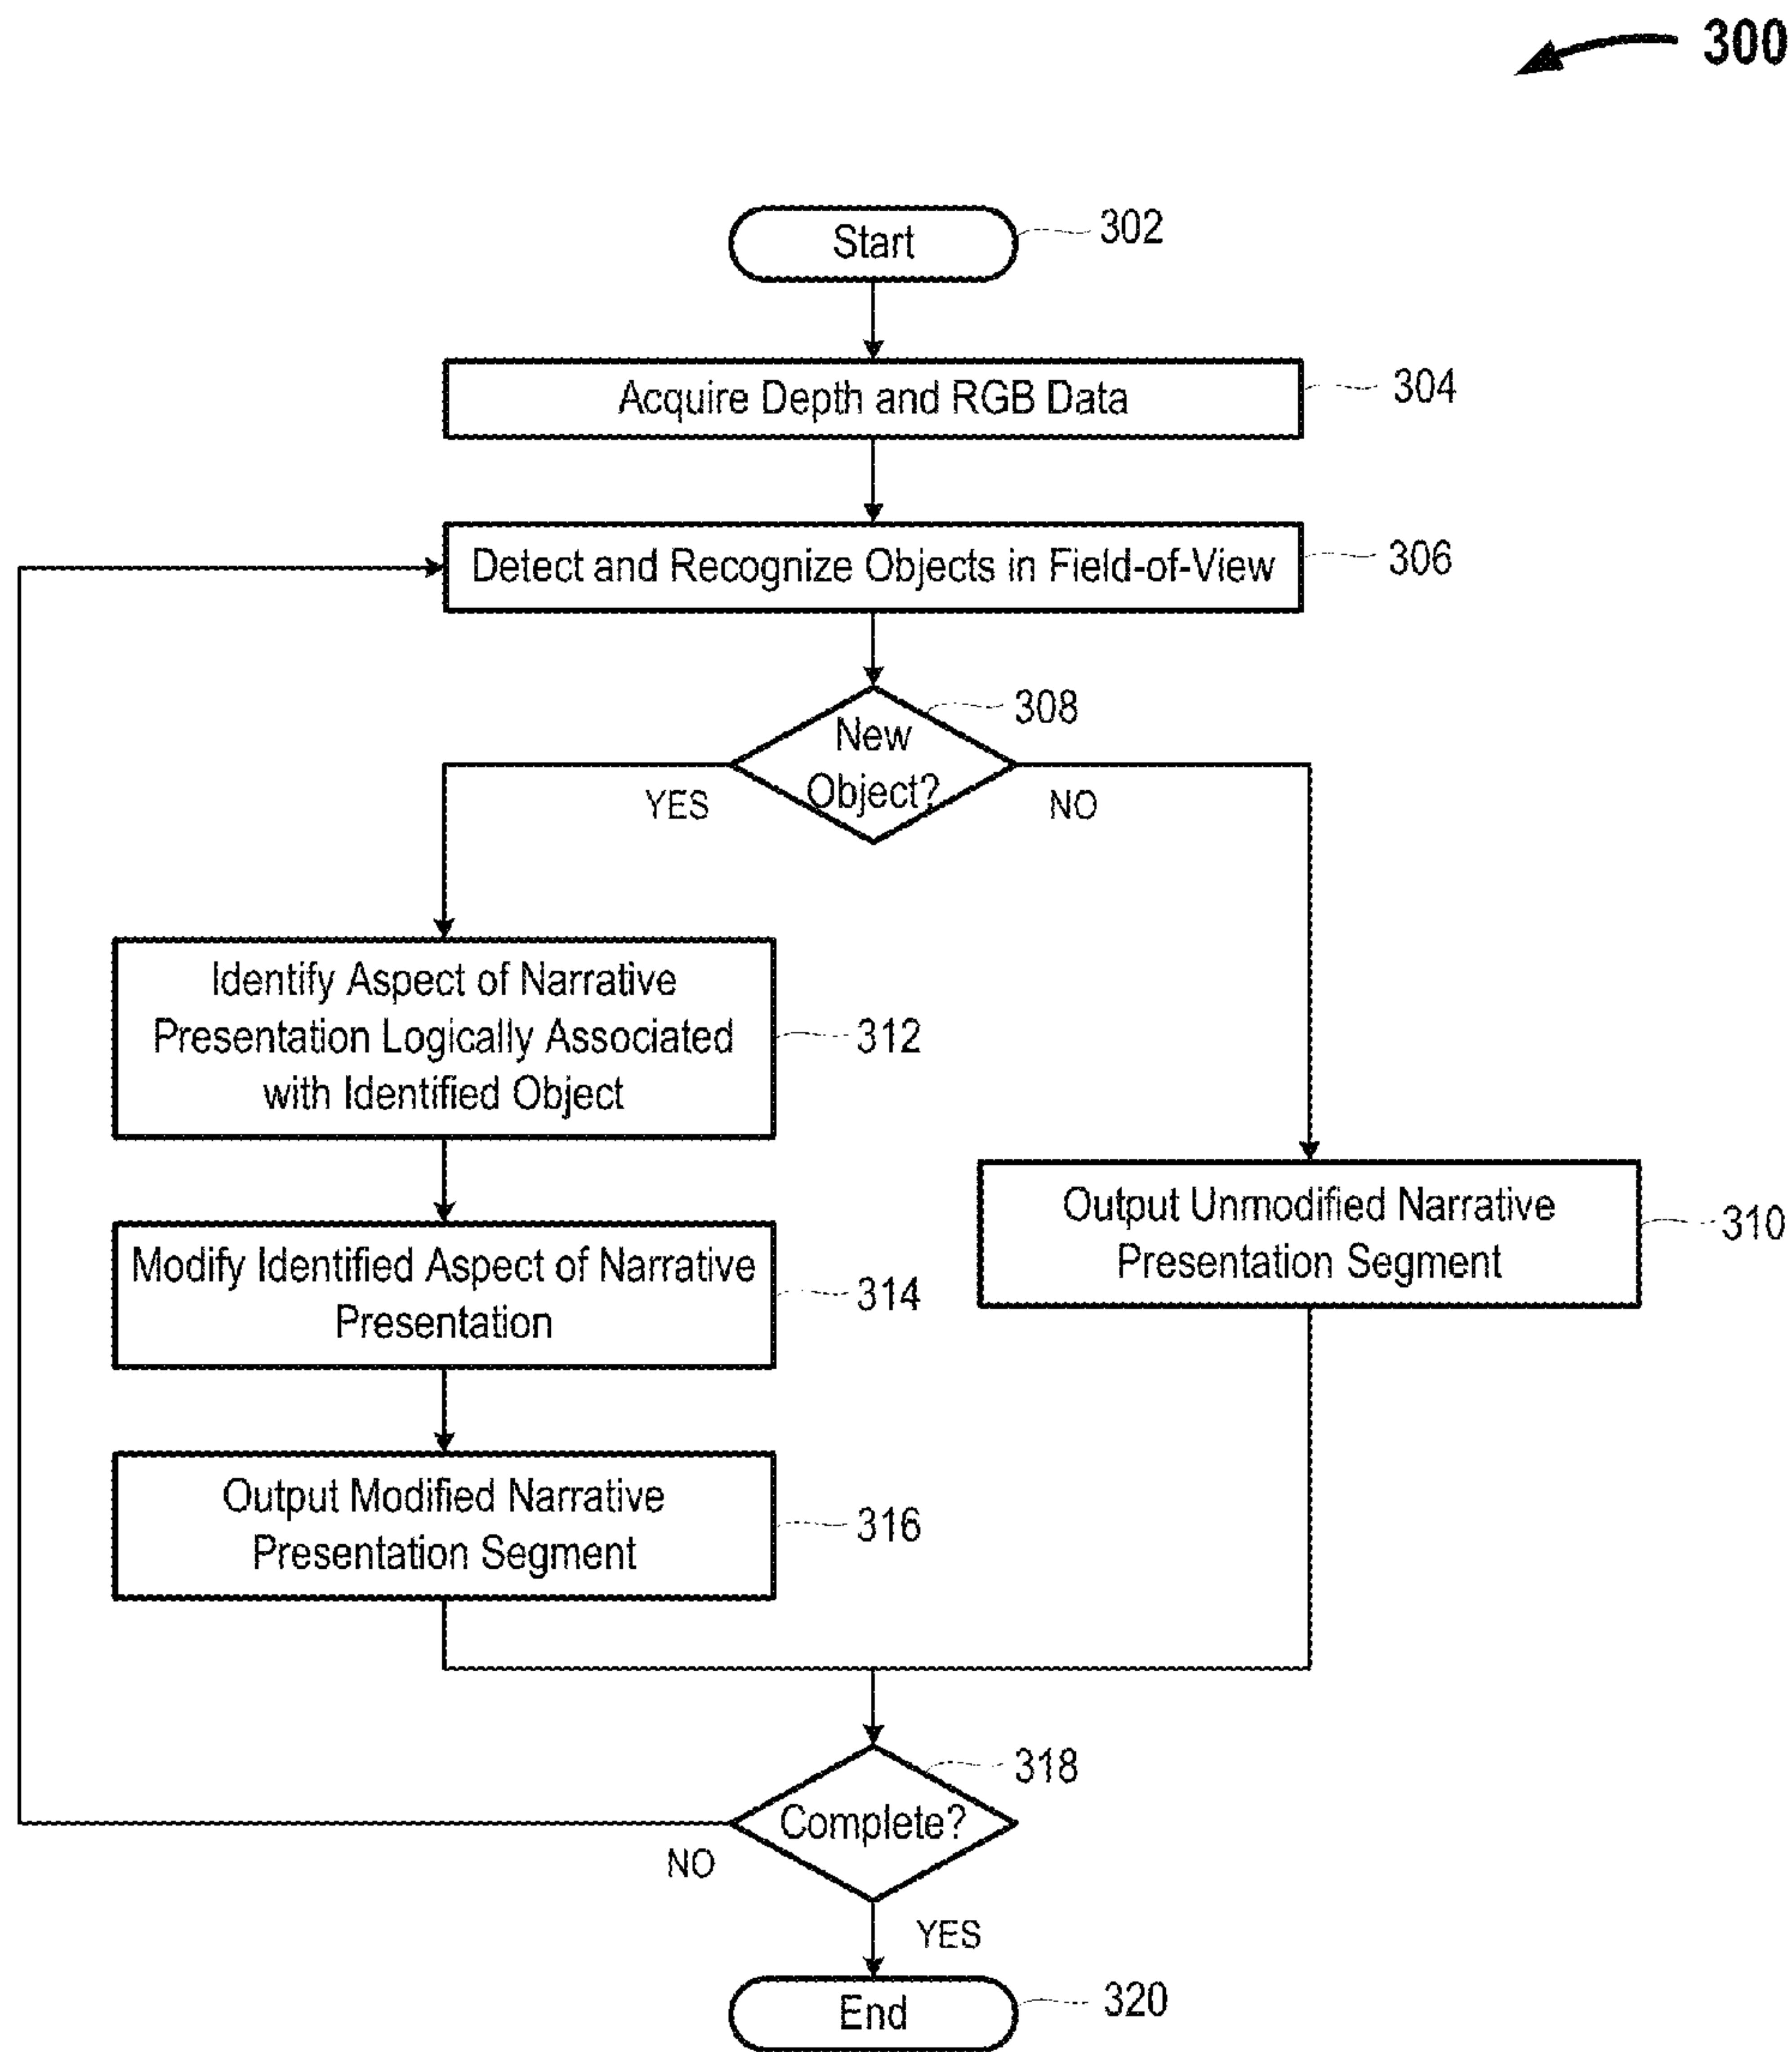 300
Start
302
Acquire Depth and RGB Data
304
Detect and Recognize Objects in Field-of-View
306
308
New
Object?
YES
NO
Identify Aspect of Narrative
Presentation Logically Associated
with Identified Object
312
Output Unmodified Narrative
Presentation Segment
310
Modify Identified Aspect of Narrative
Presentation
314
Output Modified Narrative
Presentation Segment
316
318
Complete?
NO
YES
End
320